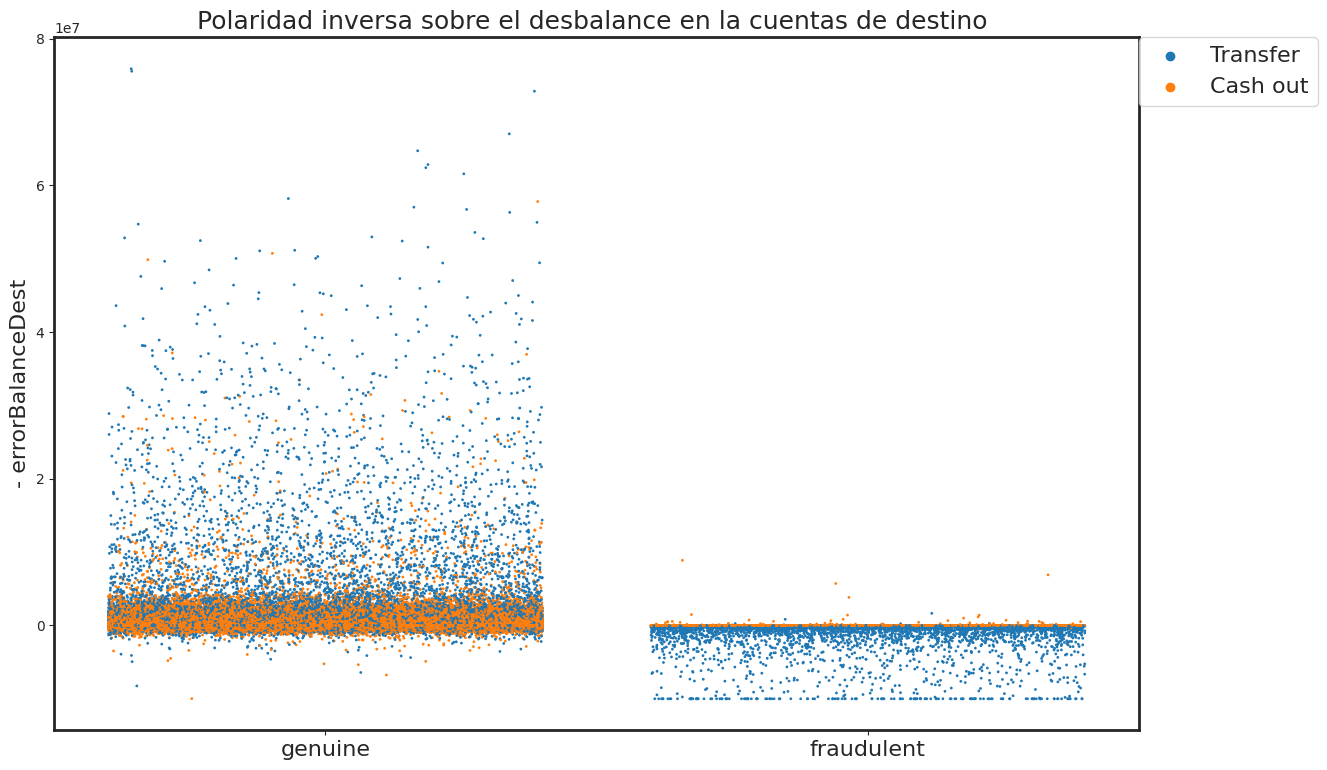 Polaridad inversa sobre el desbalance en la cuentas de destino
1e7
8
6
4
2
0
- errorBalanceDest
genuine
fraudulent
Transfer
Cash out